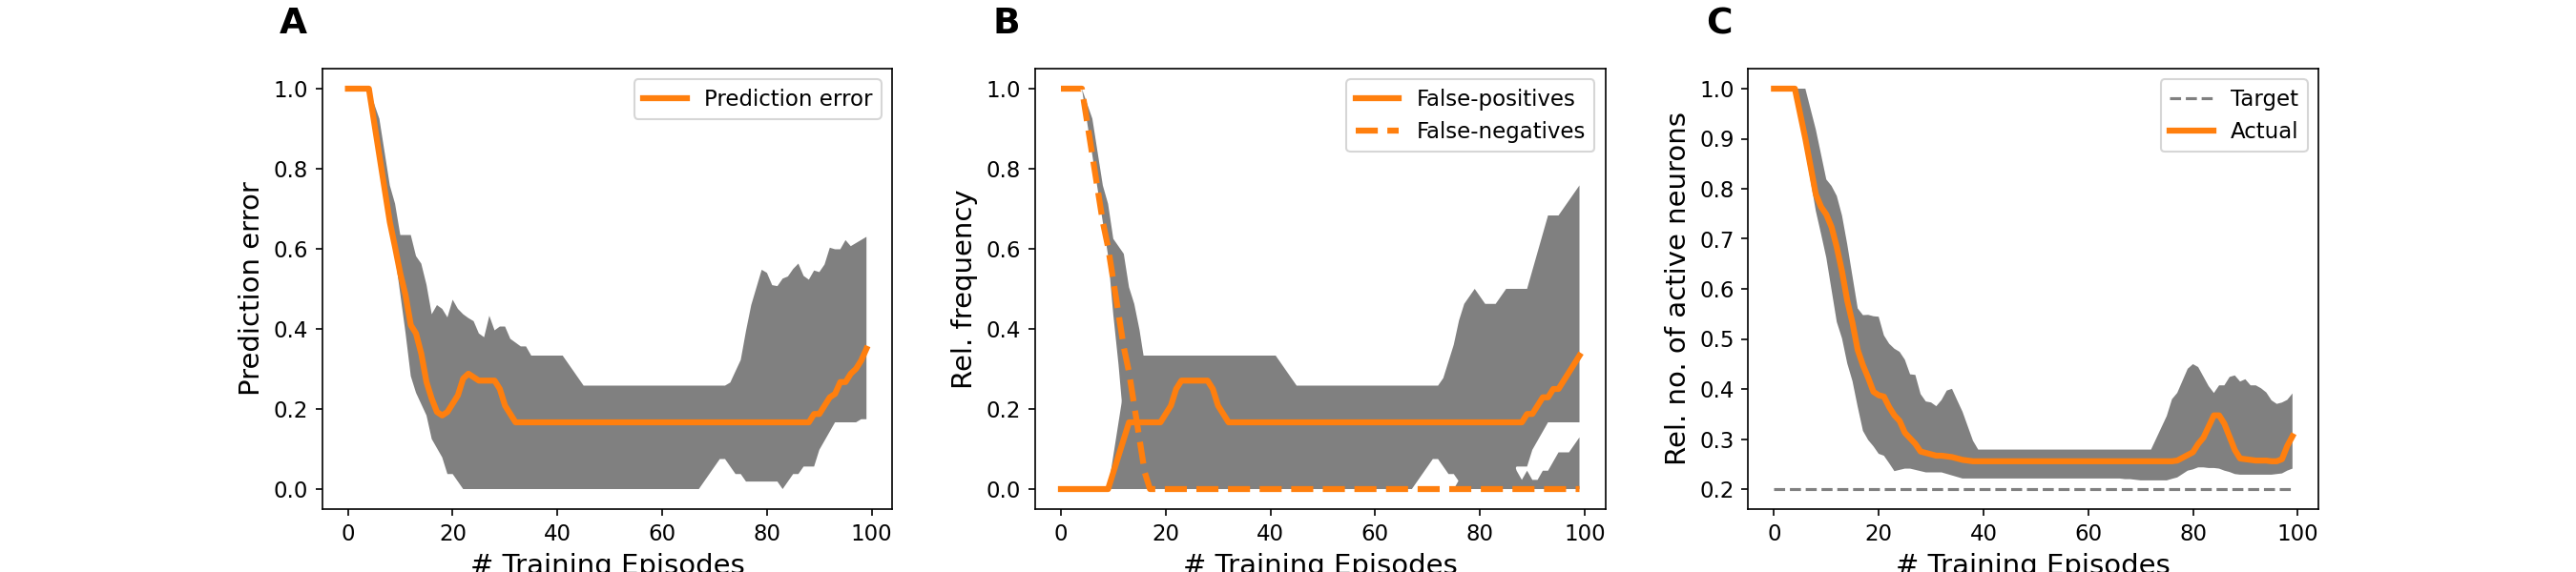 A
Prediction error
1.0
0.8
0.6
0.4
0.2
0.0
Prediction error
0
20
40
60
80
100
# Training Episodes
B
Rel. frequency
1.0
0.8
0.6
0.4
0.2
0.0
False-positives
False-negatives
0
20
40
60
80
100
# Training Episodes
C
Rel. no. of active neurons
1.0
0.9
0.8
0.7
0.6
0.5
0.4
0.3
0.2
Target
Actual
0
20
40
60
80
100
# Training Episodes